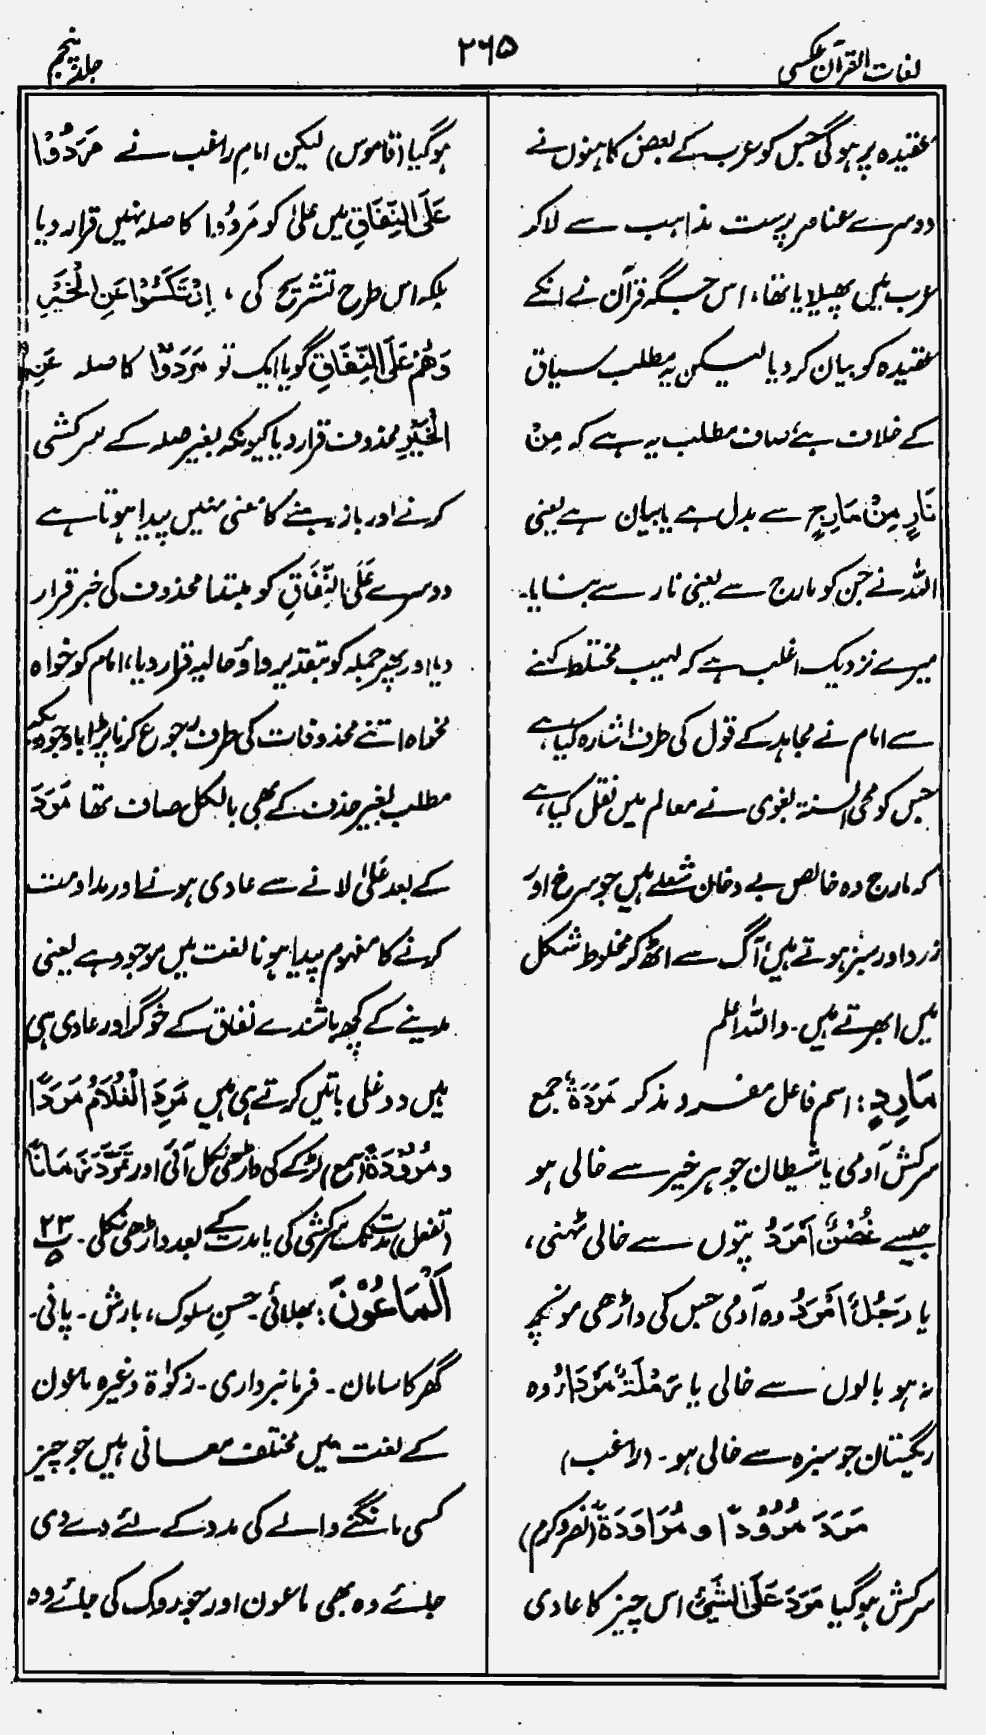 لغات القرآن عکسی
۲۶۵
جلد پنجم
عقیدہ پر ہوگی جس کو عرب کے بعض کاہنوں نے
دوسرے عناصر پرست مذاہب سے لاکر
عرب میں پھیلایا تھا، اس جگہ قرآن نے انکے
عقیدہ کو بیان کر دیا لیکن یہ مطلب سیاق
کے خلاف ہے، صاف مطلب یہ ہے کہ مِنْ
نَارٍ مِنْ مَارِجٍ سے بدل ہے یا بیان ہے یعنی
اللہ نے جن کو مارج سے یعنی نار سے بنایا۔
میرے نزدیک اغلب ہے کہ لہیب مختلط کہنے
سے امام نے مجاہد کے قول کی طرف اشارہ کیا ہے،
جس کو محی السنۃ بغوی نے معالم میں نقل کیا ہے،
کہ مارج وہ خالص بے دخان شعلے ہیں جو سرخ اور
زرد اور سبز ہوتے ہیں، آگ سے اٹھ کر مخلوط شکل
میں ابھرتے ہیں۔ واللہ اعلم
مَارِدٍ: اسم فاعل مفرد مذکر مَرَدَۃٌ جمع
سرکش آدمی یا شیطان جو ہر خیر سے خالی ہو
جیسے غُصْنٌ اَمْرَدُ پتوں سے خالی ٹہنی،
یا رَجُلٌ اَمْرَدُ وہ آدمی جس کی داڑھی مونچھ
نہ ہو بالوں سے خالی یا رَمْلَۃٌ مَرْدَاءُ وہ
ریگستان جو سبزہ سے خالی ہو۔ (راغب)
مَرَدَ مُرُوْدًا و مُرَاوَدَۃً (نصر و کرم)
سرکش ہوگیا مَرَدَ عَلَی الشَّیْئِ اس چیز کا عادی
ہوگیا (قاموس) لیکن امام راغب نے مَرَدُوْا
عَلَی النِّفَاقِ میں علیٰ کو مَرَدُوا کا صلہ نہیں قرار دیا
بلکہ اس طرح تشریح کی، اِرْتَکَسُوْا عَنِ الْخَیْرِ
وَھُمْ عَلَی النِّفَاقِ گویا ایک تو مَرَدُوْا کا صلہ عَنِ
الْخَیْرِ محذوف قرار دیا کیونکہ بغیر صلہ کے سرکشی
کرنے اور باز رہنے کا معنی نہیں پیدا ہوتا ہے
دوسرے عَلَی النِّفَاقِ کو مبتدا محذوف کی خبر قرار
دیا، اور پھر جملہ کو بتقدیر واؤ حالیہ قرار دیا، امام کو خواہ
مخواہ اتنے محذوفات کی طرف رجوع کرنا پڑا باوجودیکہ
مطلب بغیر حذف کے بھی بالکل صاف تھا مَرَدَ
کے بعد عَلیٰ لانے سے عادی ہونے اور مداومت
کرنے کا مفہوم پیدا ہونا لغت میں موجود ہے یعنی
مدینے کے کچھ باشندے نفاق کے خوگر اور عادی ہی
ہیں دوغلی باتیں کرتے ہی ہیں مَرِدَ الْغُلَامُ مَرَدًا
و مُرُوْدَۃً (سمع) لڑکے کی داڑھی نکل آئی اور تَمَرَّدَ زَمَانًا
(تفعل) مدت تک سرکشی کی یا مدت کے بعد داڑھی نکلی۔ ۲۳ ۵
اَلْمَاعُوْنَ: بھلائی۔ حسنِ سلوک، بارش۔ پانی۔
گھر کا سامان۔ فرمانبرداری۔ زکوٰۃ وغیرہ ماعون
کے لغت میں مختلف معانی ہیں جو چیز
کسی مانگنے والے کی مدد کے لئے دے دی
جائے وہ بھی ماعون اور جو روک لی جائے وہ